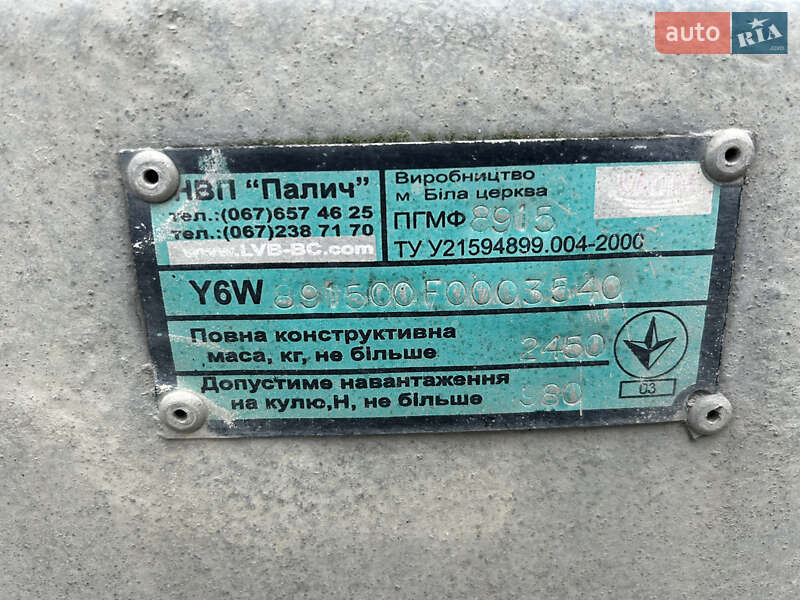 auto RIA .com
НВП “Палич”
тел.:(067)657 46 25
тел.:(067)238 71 70
www.LVB-BC.com
Виробництво
м Біла церква
ПГМФ 8915
ТУ У21594899.004-2000
Y6W
Повна конструктивна
маса, кг, не більше 2450
Допустиме навантаження
на кулю,Н, не більше 980
03